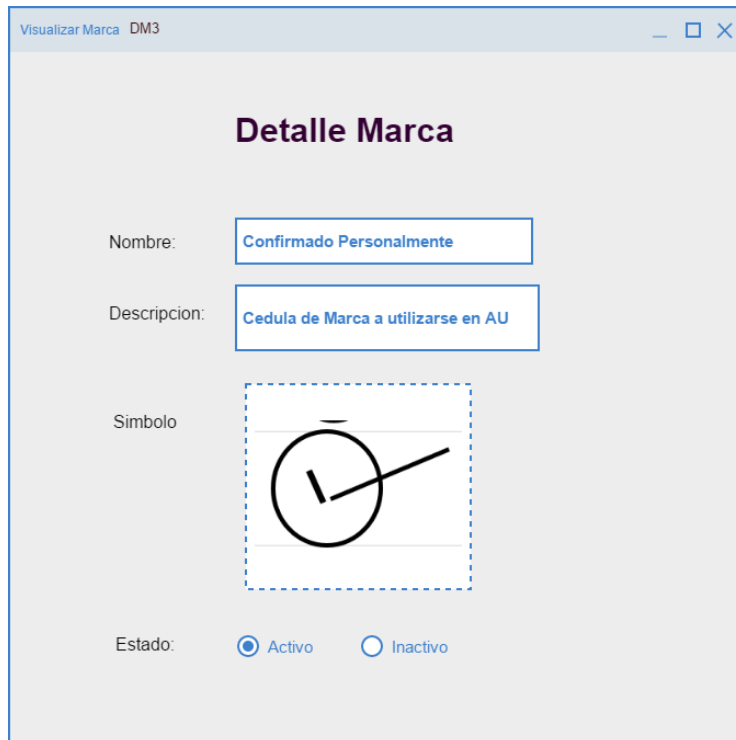 Visualizar Marca DM3
Detalle Marca
Nombre: Confirmado Personalmente
Descripcion: Cedula de Marca a utilizarse en AU
Simbolo
Estado: Activo Inactivo